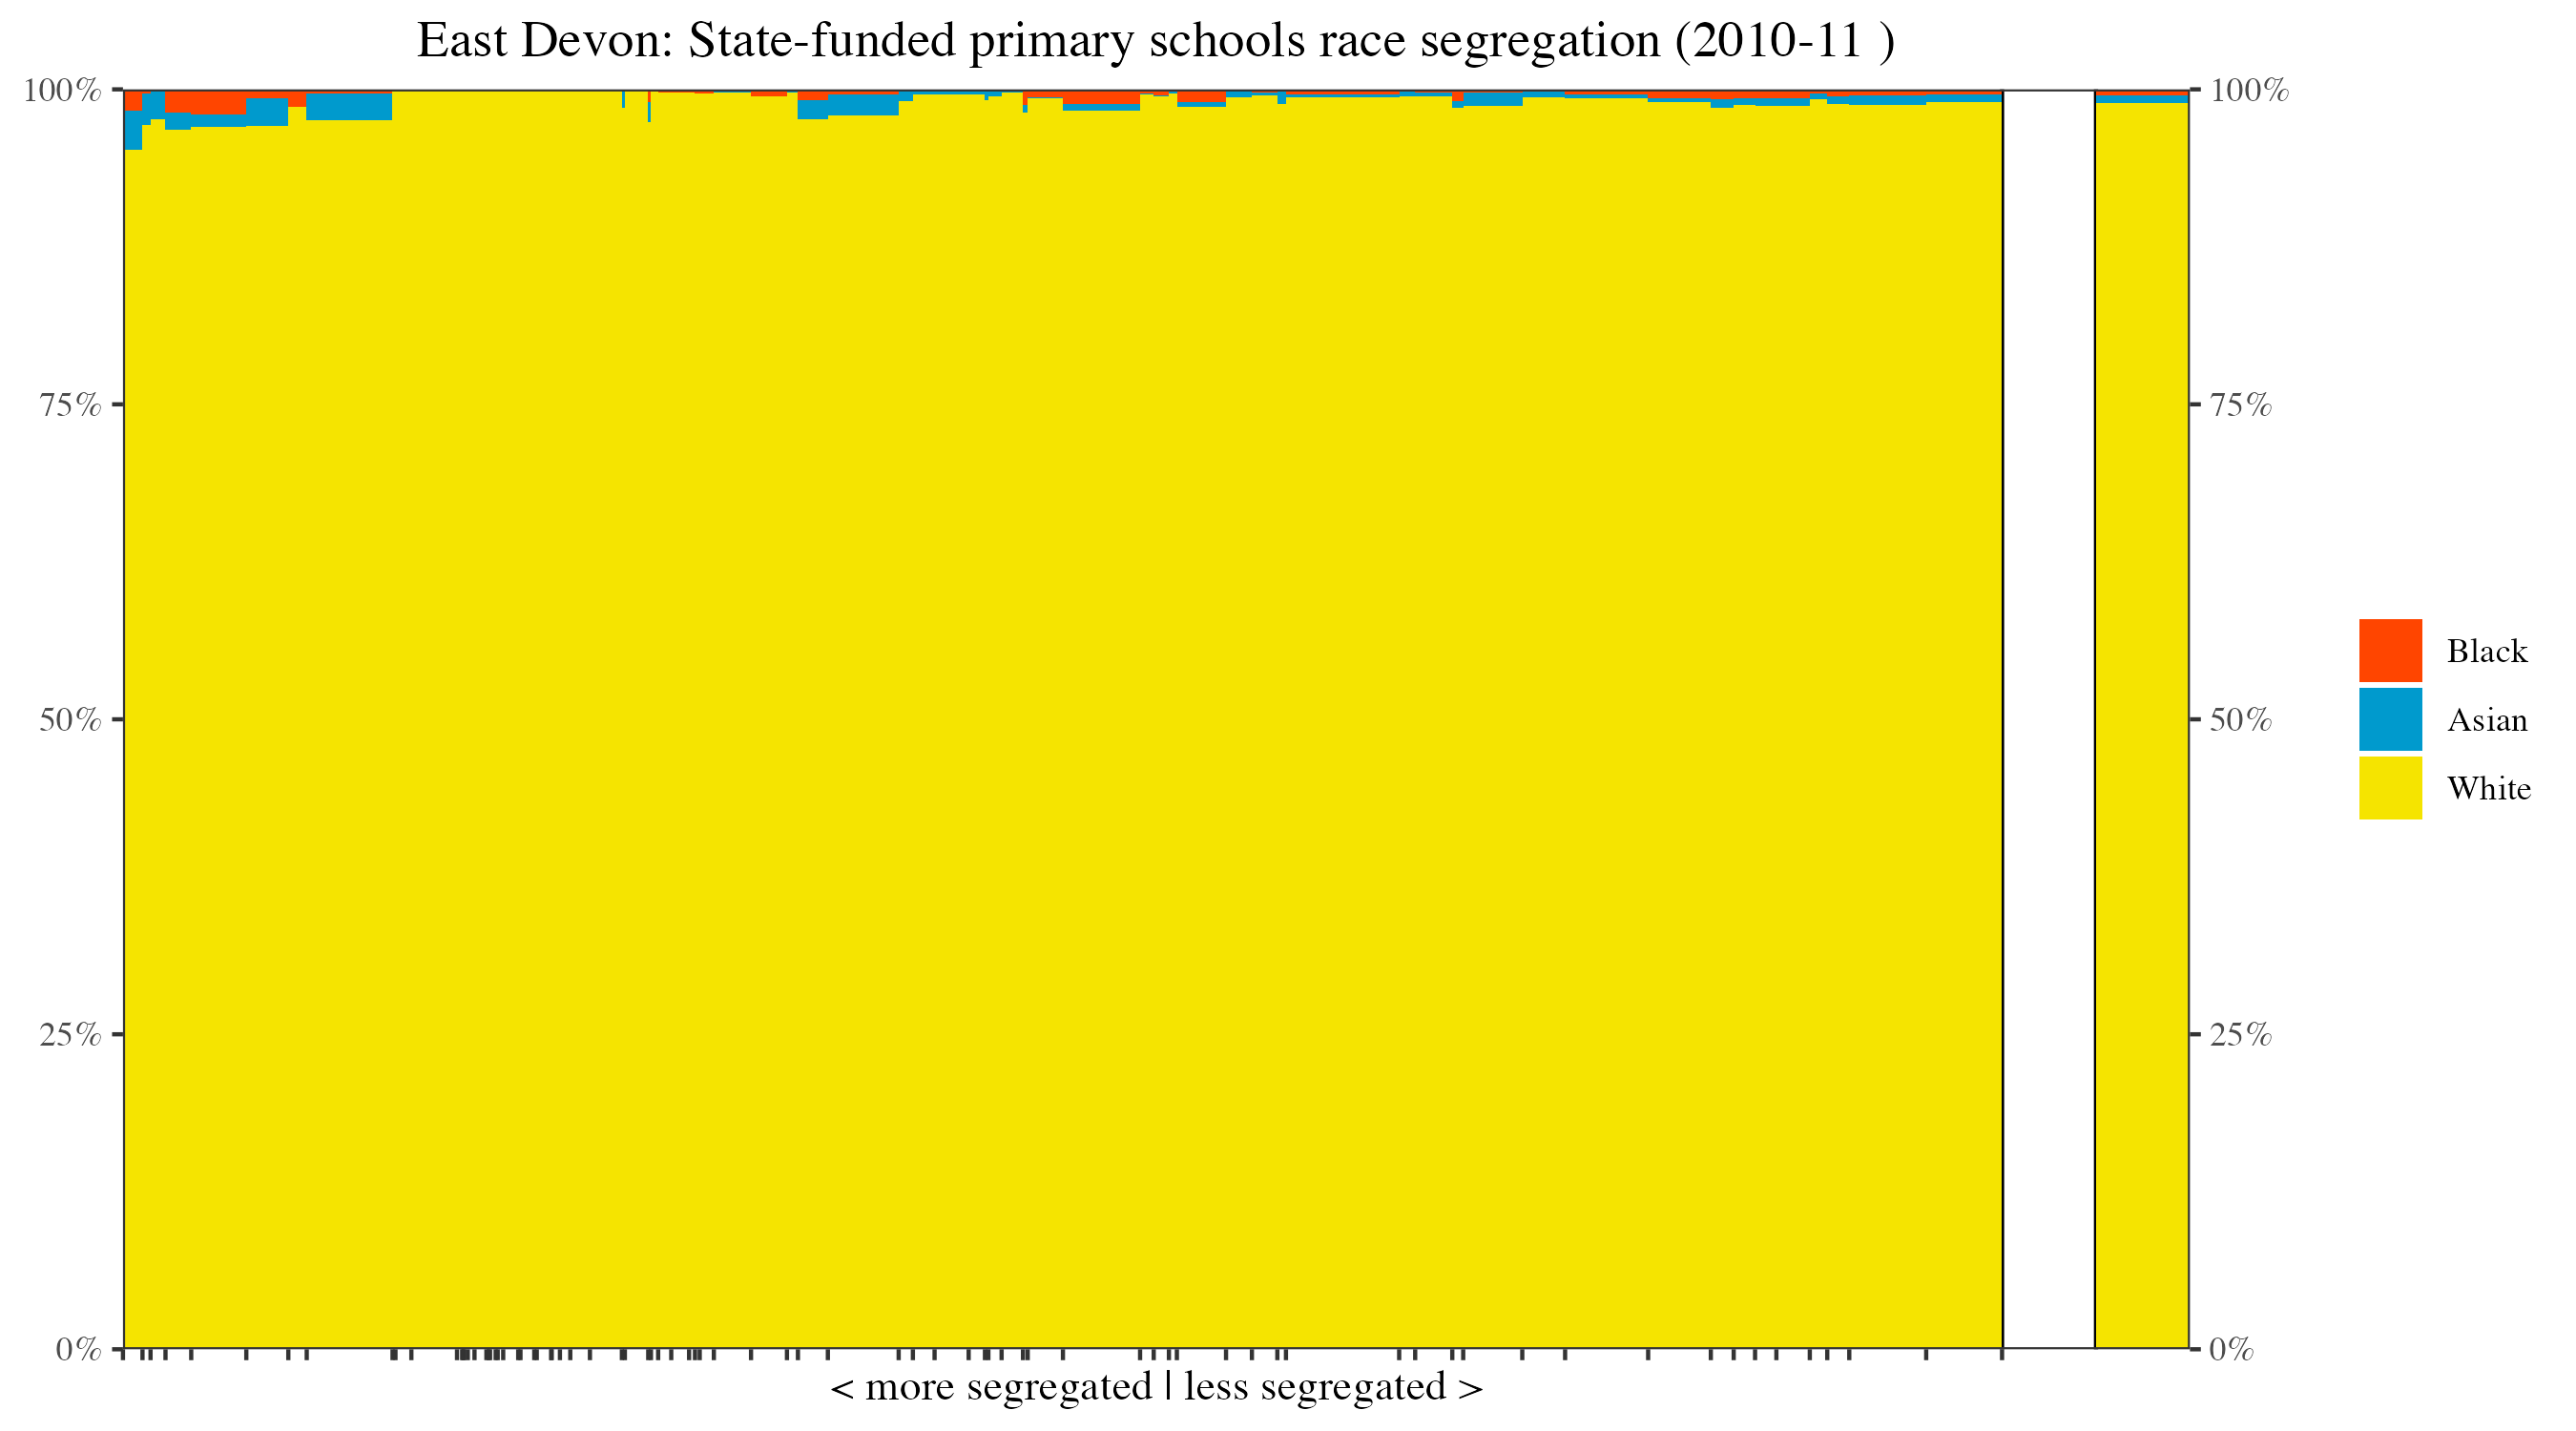 East Devon: State-funded primary schools race segregation (2010-11 )
100%
75%
50%
25%
0%
100%
75%
50%
25%
0%
Black
Asian
White
< more segregated | less segregated >